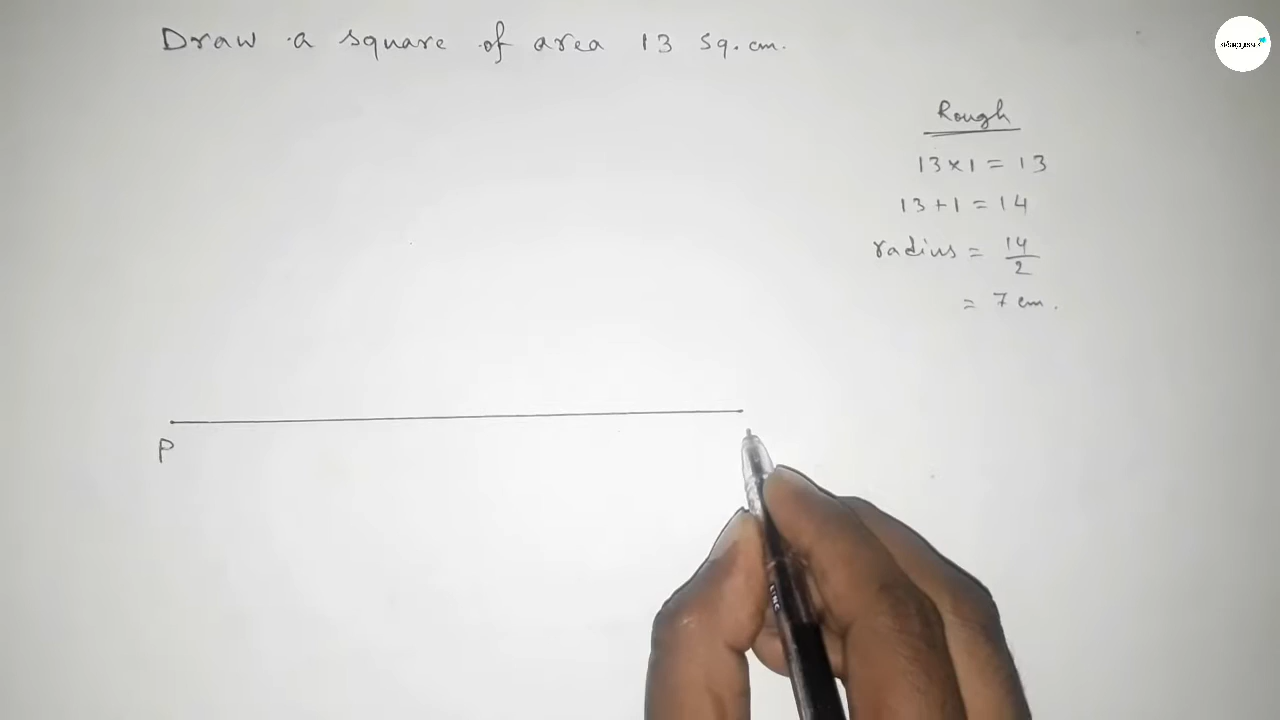 Draw a square of area 13 sq.cm.
Rough
13×1 = 13
13+1 = 14
radius = 14/2
= 7 cm.
P
LINC